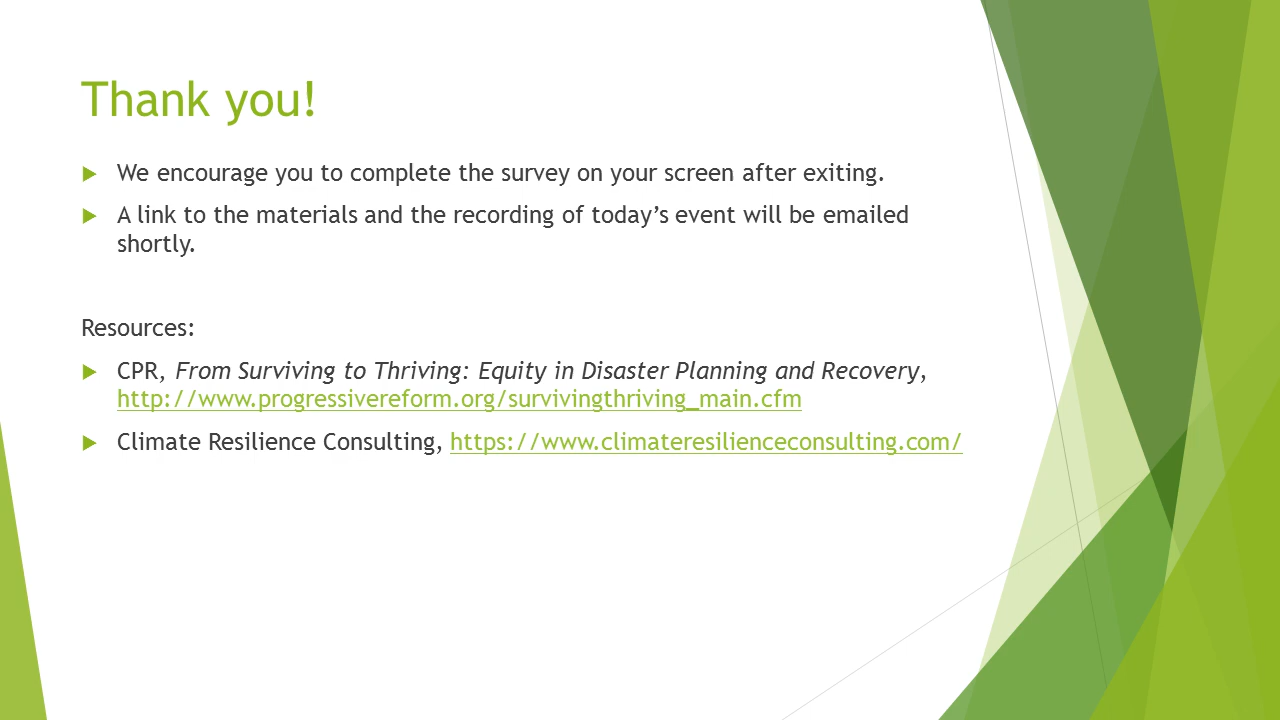 Thank you!
We encourage you to complete the survey on your screen after exiting.
A link to the materials and the recording of today’s event will be emailed
shortly.
Resources:
CPR, From Surviving to Thriving: Equity in Disaster Planning and Recovery,
http://www.progressivereform.org/survivingthriving_main.cfm
Climate Resilience Consulting, https://www.climateresilienceconsulting.com/